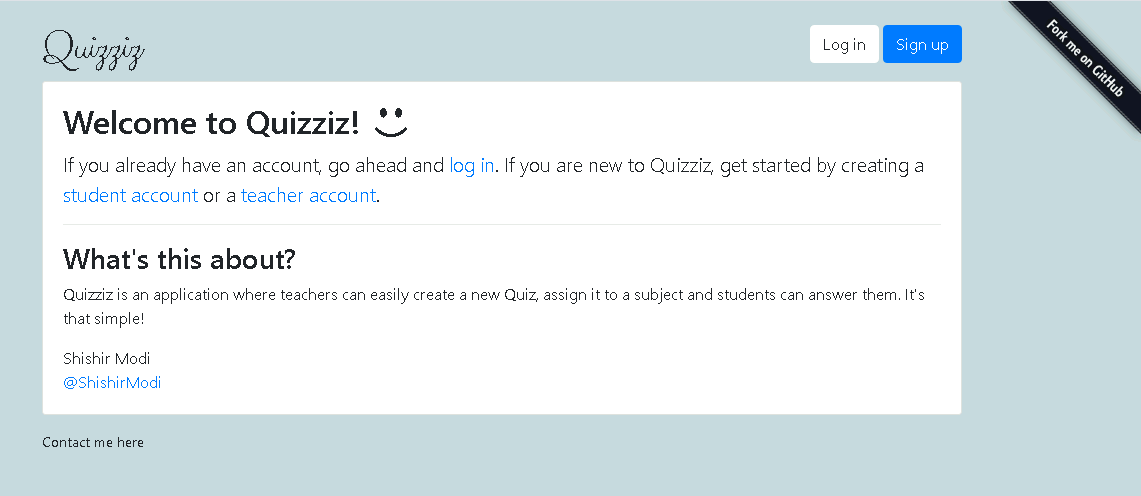 Quizziz
Log in
Sign up
Fork me on GitHub
Welcome to Quizziz!
If you already have an account, go ahead and log in. If you are new to Quizziz, get started by creating a
student account or a teacher account.
What's this about?
Quizziz is an application where teachers can easily create a new Quiz, assign it to a subject and students can answer them. It's
that simple!
Shishir Modi
@ShishirModi
Contact me here